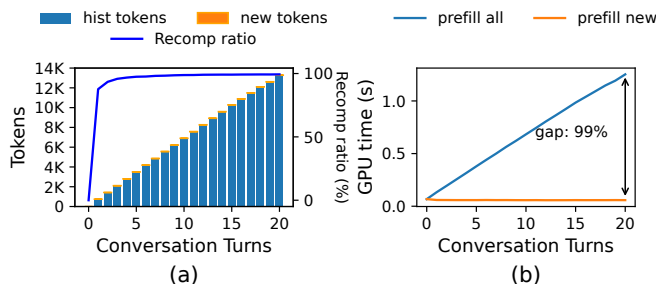 hist tokens
new tokens
Recomp ratio
14K
12K
10K
8K
6K
4K
2K
0
Tokens
100
50
0
Recomp ratio (%)
0 5 10 15 20
Conversation Turns
(a)
prefill all
prefill new
1.0
0.5
0.0
GPU time (s)
gap: 99%
0 5 10 15 20
Conversation Turns
(b)